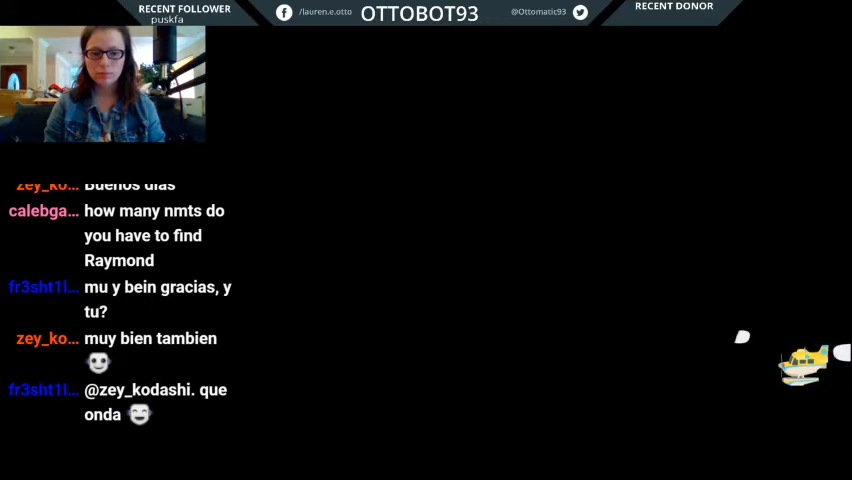 RECENT FOLLOWER
puskfa
/lauren.e.otto
OTTOBOT93
@Ottomatic93
RECENT DONOR
zey_ko... Buenos dias
calebga... how many nmts do
you have to find
Raymond
fr3sht1l... mu y bein gracias, y
tu?
zey_ko... muy bien tambien
fr3sht1l... @zey_kodashi. que
onda